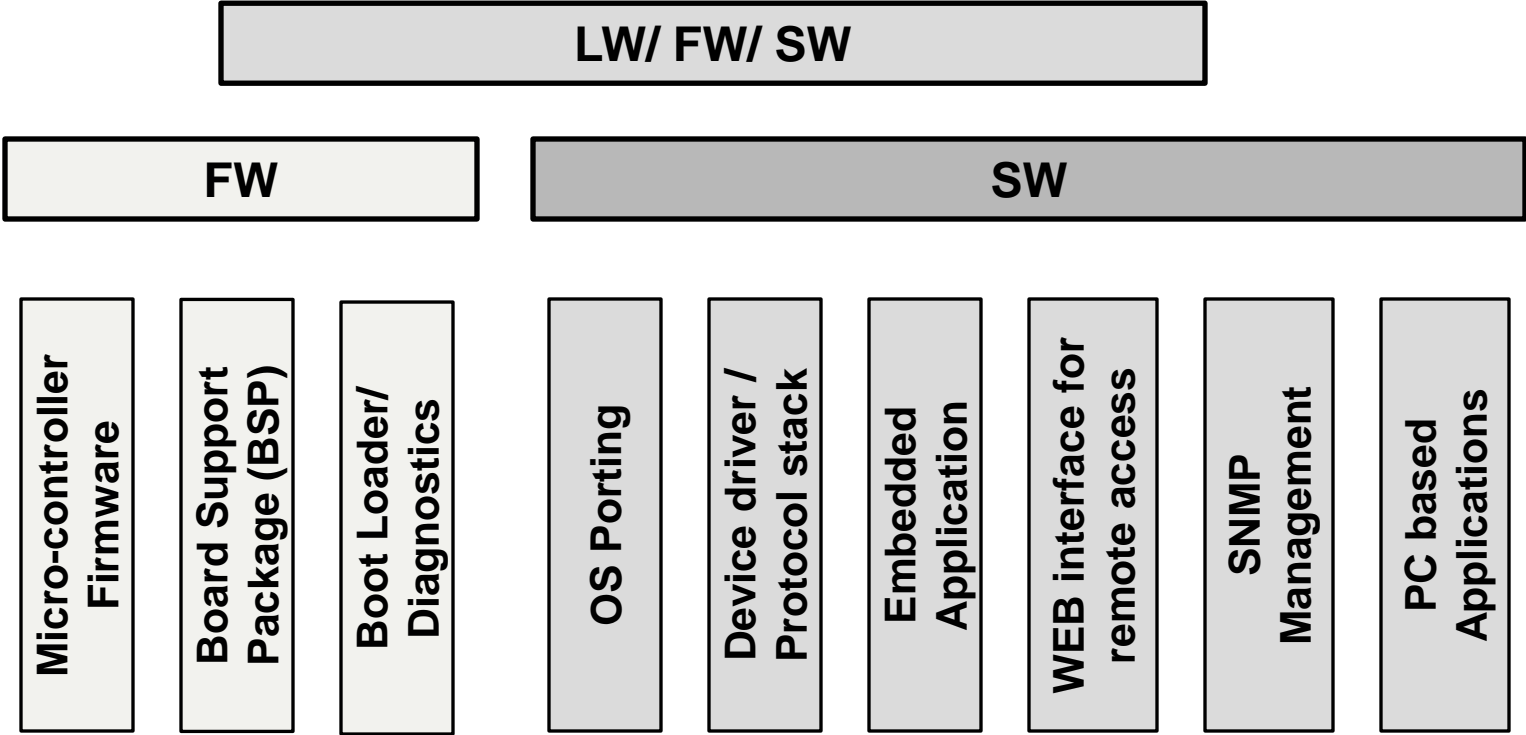 LW/ FW/ SW
FW
SW
Micro-controller
Firmware
Board Support
Package (BSP)
Boot Loader/
Diagnostics
OS Porting
Device driver /
Protocol stack
Embedded
Application
WEB interface for
remote access
SNMP
Management
PC based
Applications